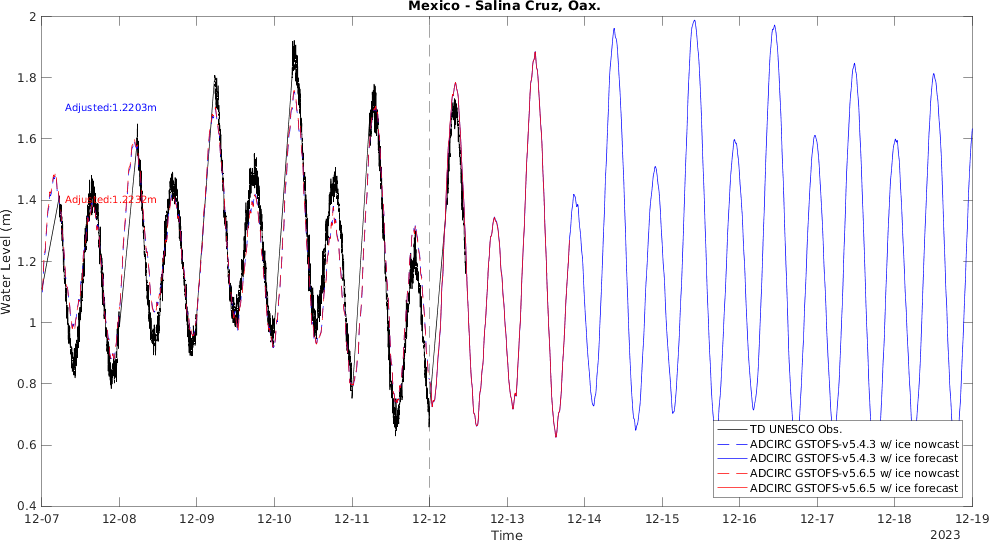 Mexico - Salina Cruz, Oax.
2
1.8
1.6
1.4
1.2
1
0.8
0.6
0.4
Water Level (m)
Adjusted:1.2203m
Adjusted:1.2232m
TD UNESCO Obs.
ADCIRC GSTOFS-v5.4.3 w/ ice nowcast
ADCIRC GSTOFS-v5.4.3 w/ ice forecast
ADCIRC GSTOFS-v5.6.5 w/ ice nowcast
ADCIRC GSTOFS-v5.6.5 w/ ice forecast
12-07 12-08 12-09 12-10 12-11 12-12 12-13 12-14 12-15 12-16 12-17 12-18 12-19
Time
2023